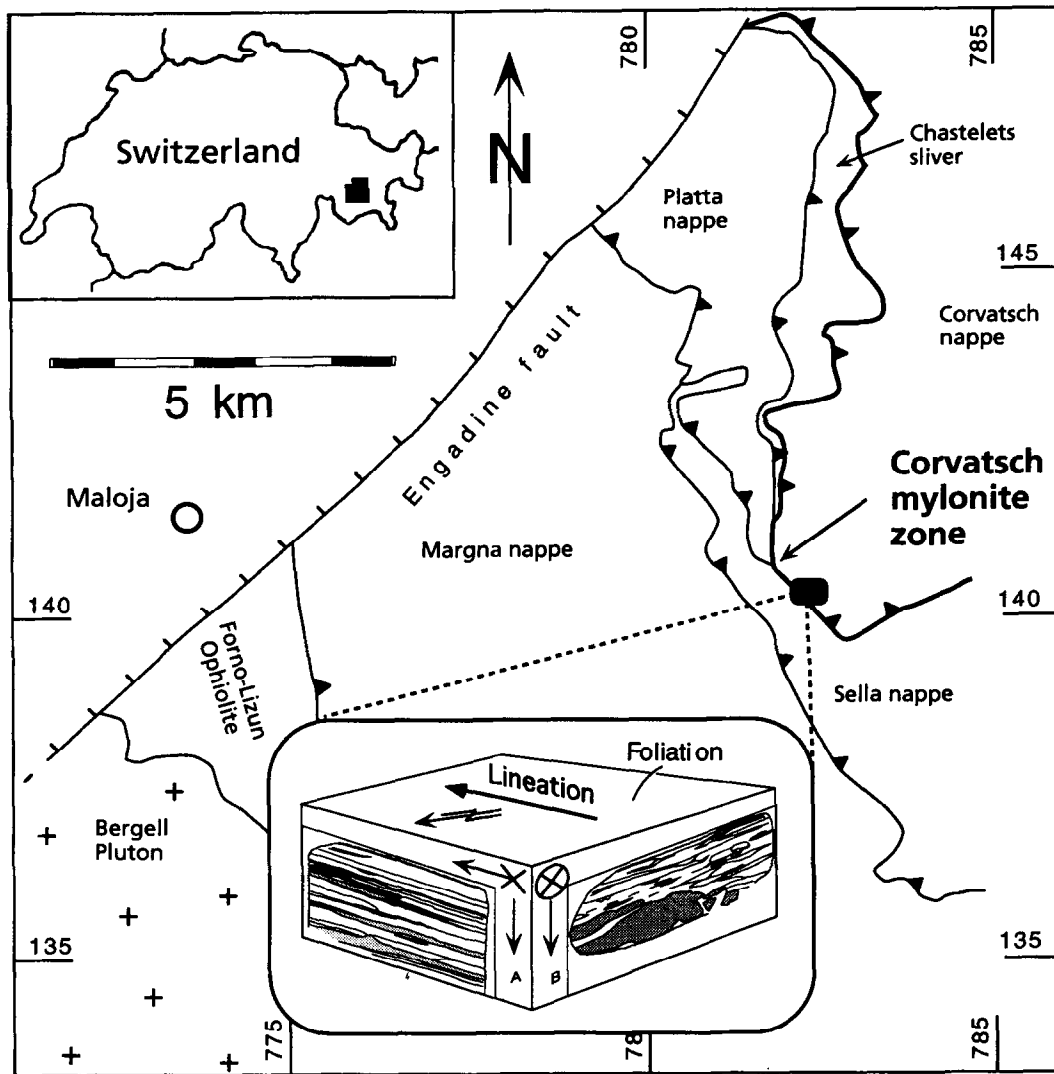 780
785
Switzerland
N
Chastelets
sliver
Platta
nappe
145
Corvatsch
nappe
5 km
Engadine fault
Maloja
Corvatsch
mylonite
zone
Margna nappe
140
140
Forno-Lizun
Ophiolite
Sella nappe
Foliation
Lineation
Bergell
Pluton
A
B
135
135
775
78
785